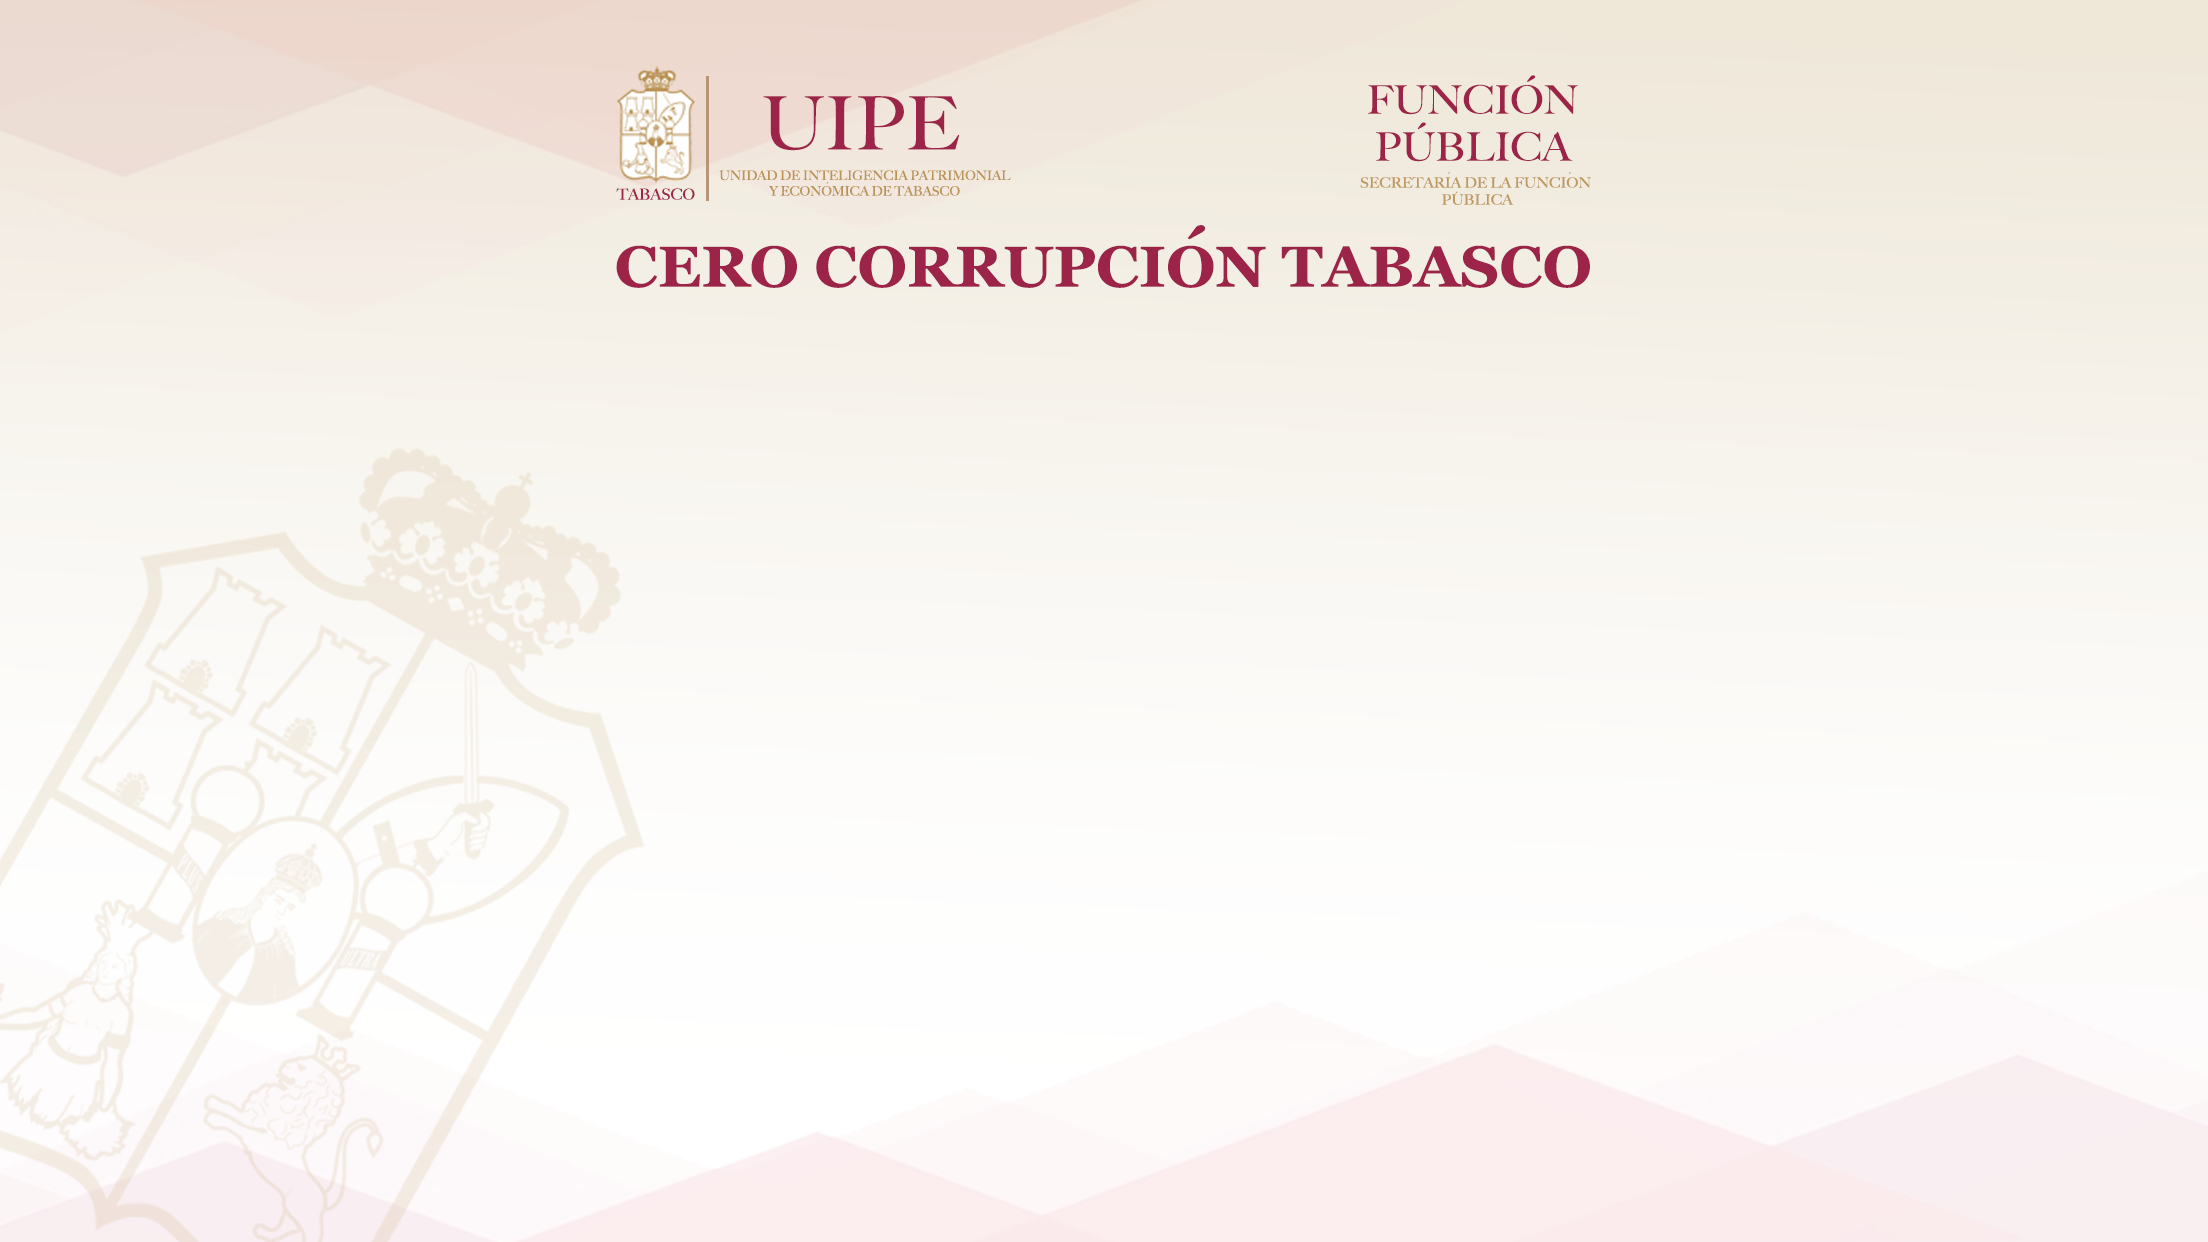 TABASCO
UIPE
UNIDAD DE INTELIGENCIA PATRIMONIAL
Y ECONÓMICA DE TABASCO
FUNCIÓN
PÚBLICA
SECRETARÍA DE LA FUNCIÓN
PÚBLICA
CERO CORRUPCIÓN TABASCO